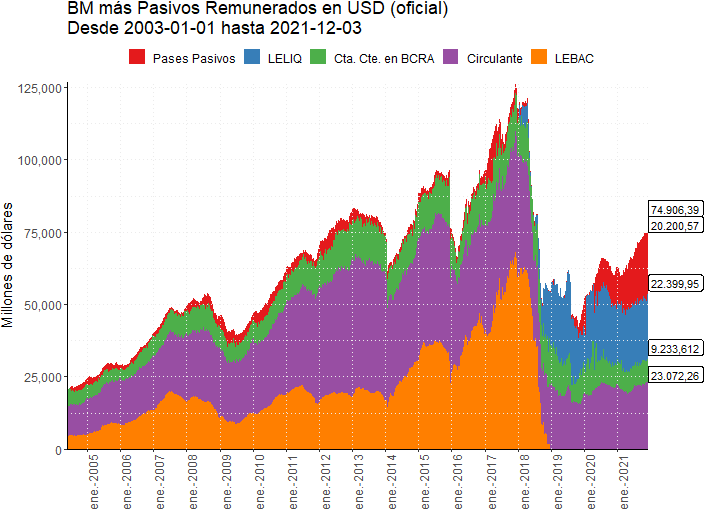 BM más Pasivos Remunerados en USD (oficial)
Desde 2003-01-01 hasta 2021-12-03
Pases Pasivos LELIQ Cta. Cte. en BCRA Circulante LEBAC
Millones de dólares
125,000
100,000
75,000
50,000
25,000
0
74.906,39
20.200,57
22.399,95
9.233,612
23.072,26
ene.-2005
ene.-2006
ene.-2007
ene.-2008
ene.-2009
ene.-2010
ene.-2011
ene.-2012
ene.-2013
ene.-2014
ene.-2015
ene.-2016
ene.-2017
ene.-2018
ene.-2019
ene.-2020
ene.-2021